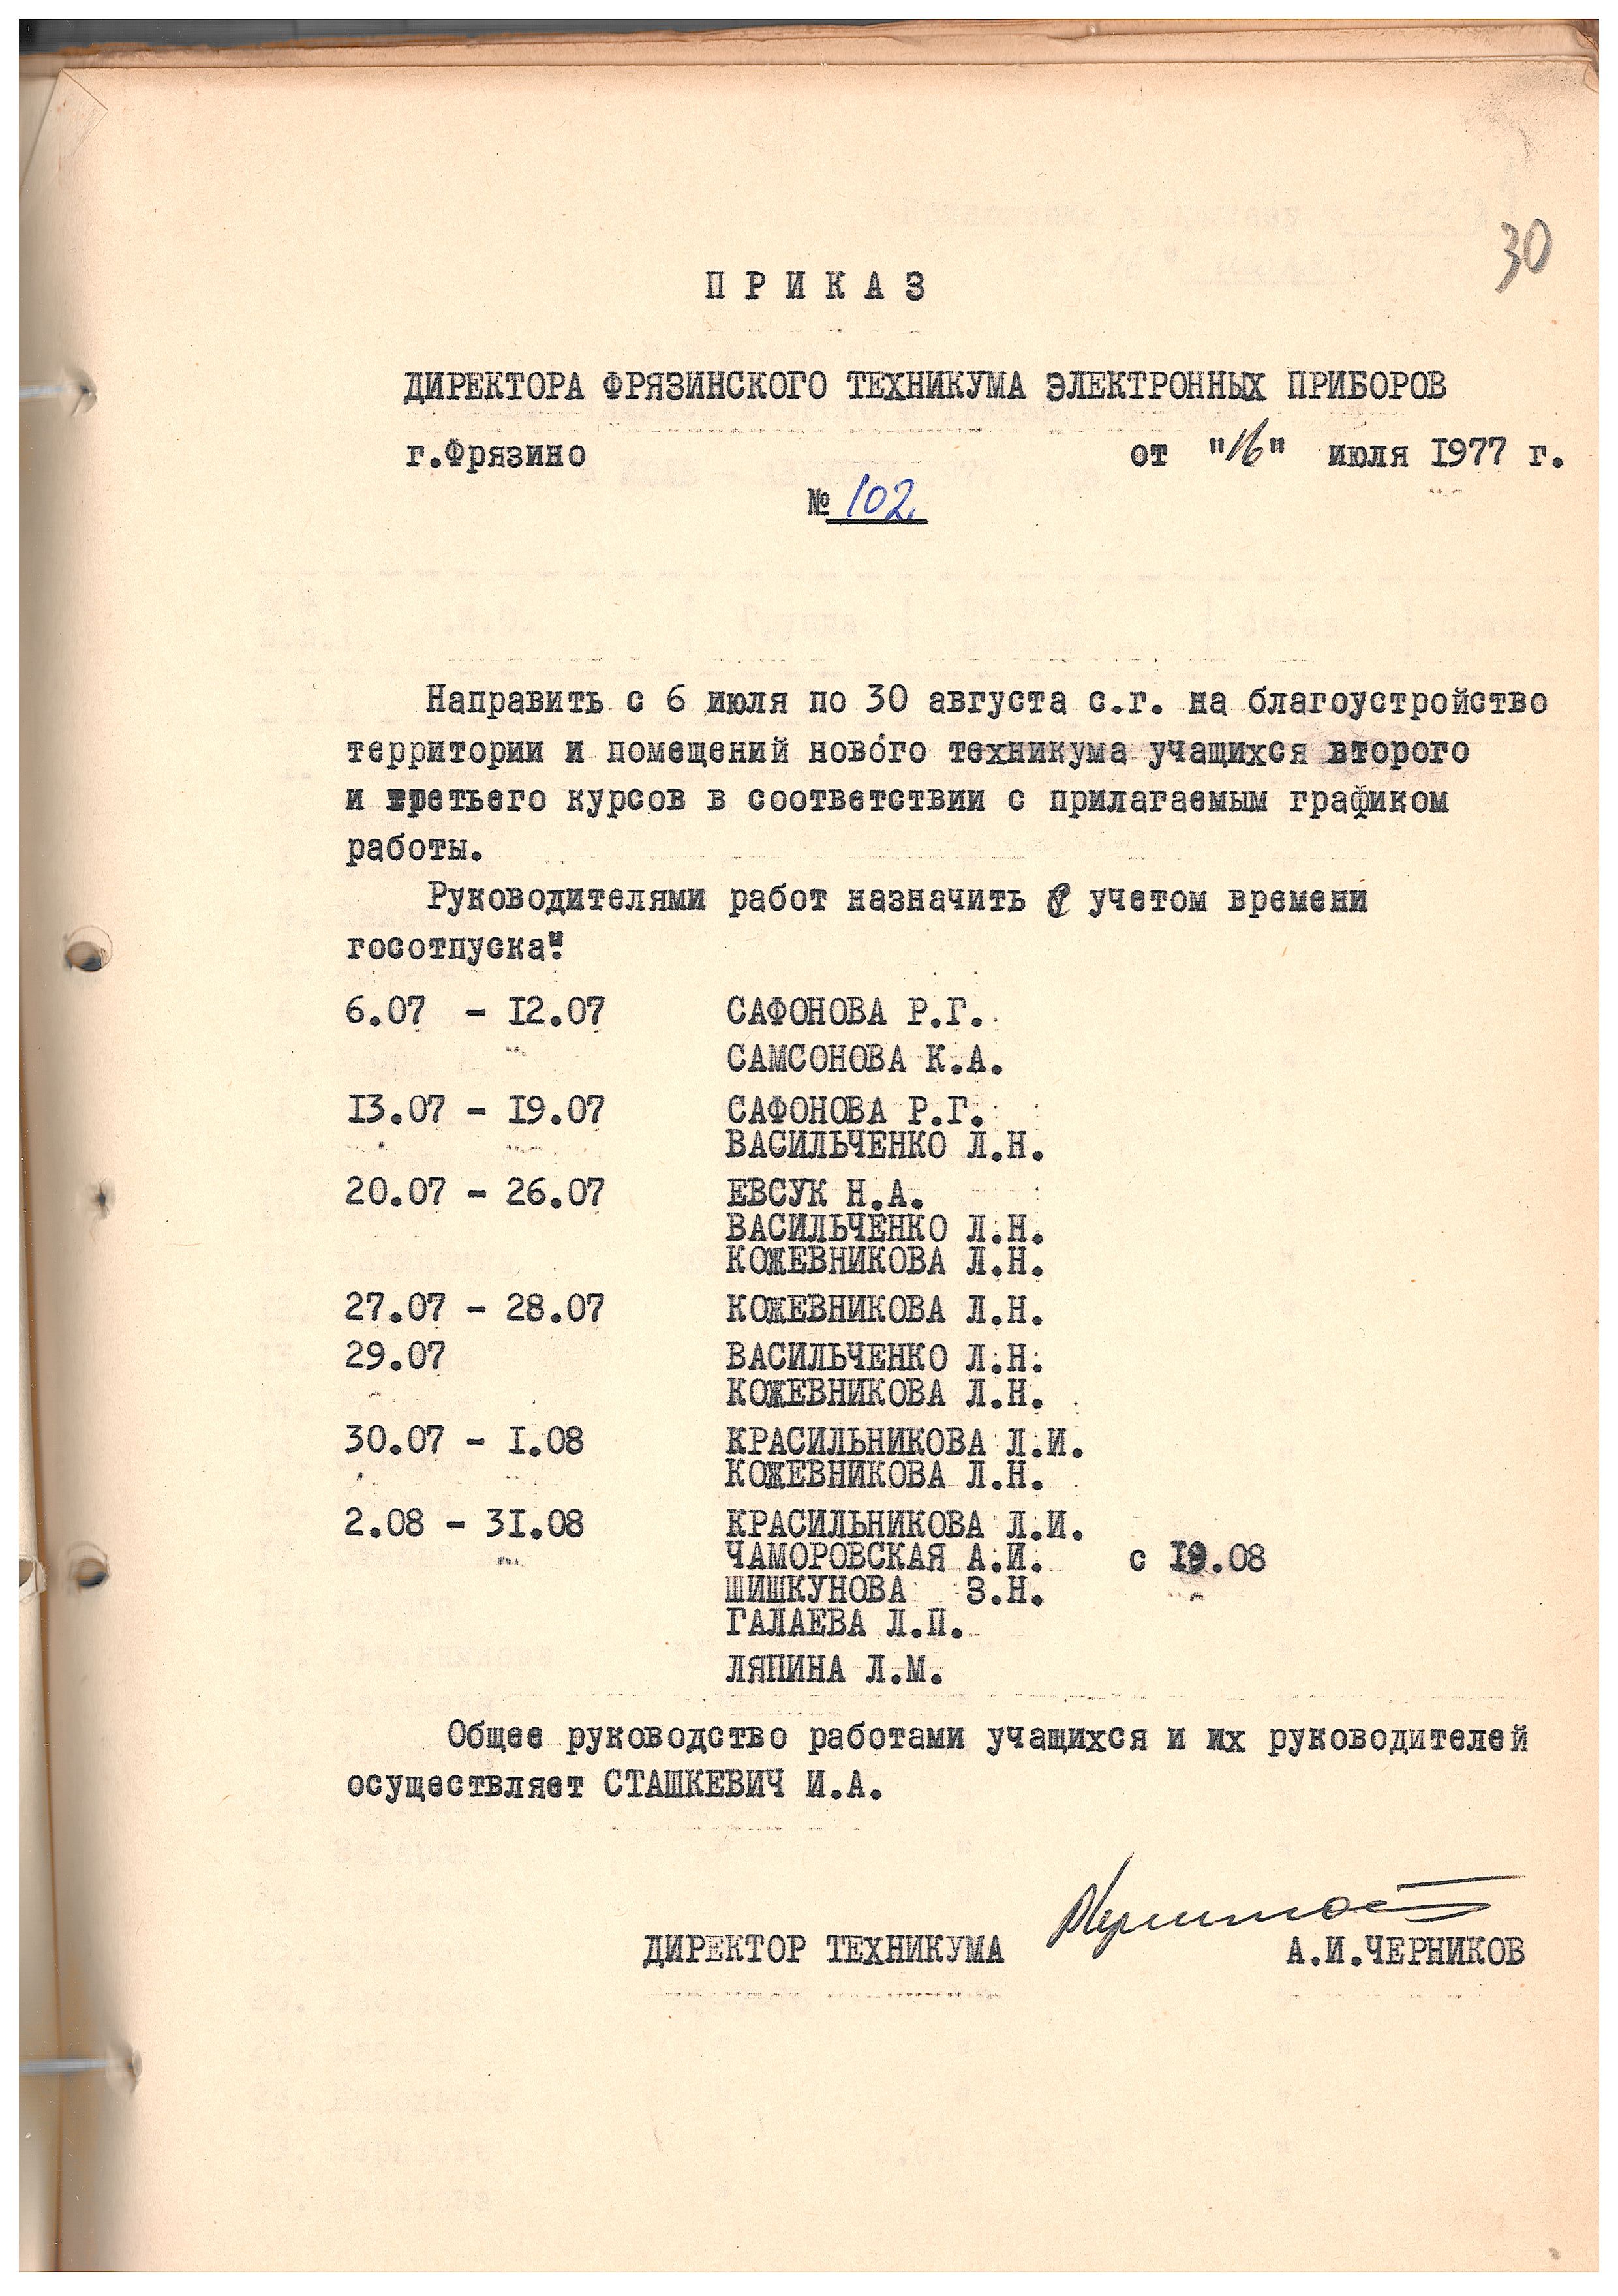 30
П Р И К А З
ДИРЕКТОРА ФРЯЗИНСКОГО ТЕХНИКУМА ЭЛЕКТРОННЫХ ПРИБОРОВ
г.Фрязино от "16" июля 1977 г.
№ 102
Направить с 6 июля по 30 августа с.г. на благоустройство
территории и помещений нового техникума учащихся второго
и третьего курсов в соответствии с прилагаемым графиком
работы.
Руководителями работ назначить с учетом времени
госотпуска:
6.07 - 12.07 САФОНОВА Р.Г.
САМСОНОВА К.А.
13.07 - 19.07 САФОНОВА Р.Г.
ВАСИЛЬЧЕНКО Л.Н.
20.07 - 26.07 ЕВСУК Н.А.
ВАСИЛЬЧЕНКО Л.Н.
КОЖЕВНИКОВА Л.Н.
27.07 - 28.07 КОЖЕВНИКОВА Л.Н.
29.07 ВАСИЛЬЧЕНКО Л.Н.
КОЖЕВНИКОВА Л.Н.
30.07 - 1.08 КРАСИЛЬНИКОВА Л.И.
КОЖЕВНИКОВА Л.Н.
2.08 - 31.08 КРАСИЛЬНИКОВА Л.И.
ЧАМОРОВСКАЯ А.И. с 19.08
ШИШКУНОВА З.Н.
ГАЛАЕВА Л.П.
ЛЯПИНА Л.М.
Общее руководство работами учащихся и их руководителей
осуществляет СТАШКЕВИЧ И.А.
ДИРЕКТОР ТЕХНИКУМА А.И.ЧЕРНИКОВ